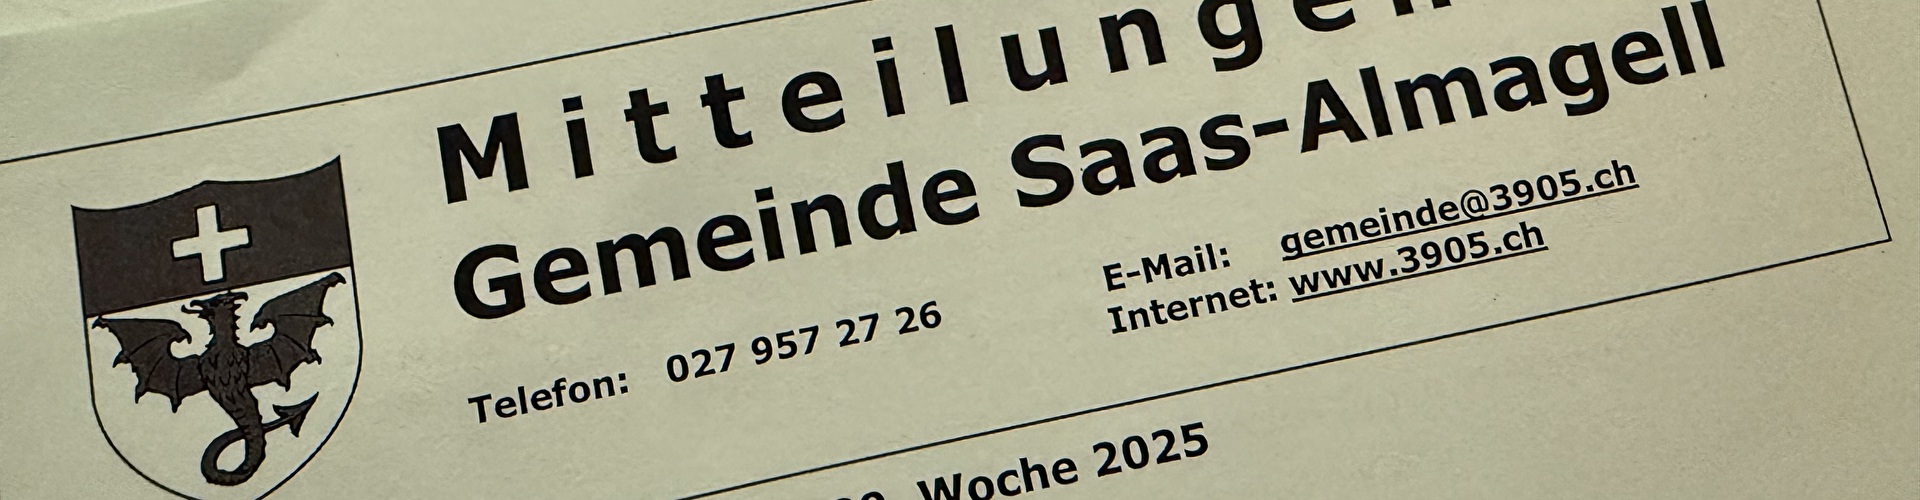 Mitteilungen
Gemeinde Saas-Almagell
Telefon: 027 957 27 26
E-Mail: gemeinde@3905.ch
Internet: www.3905.ch
Woche 2025